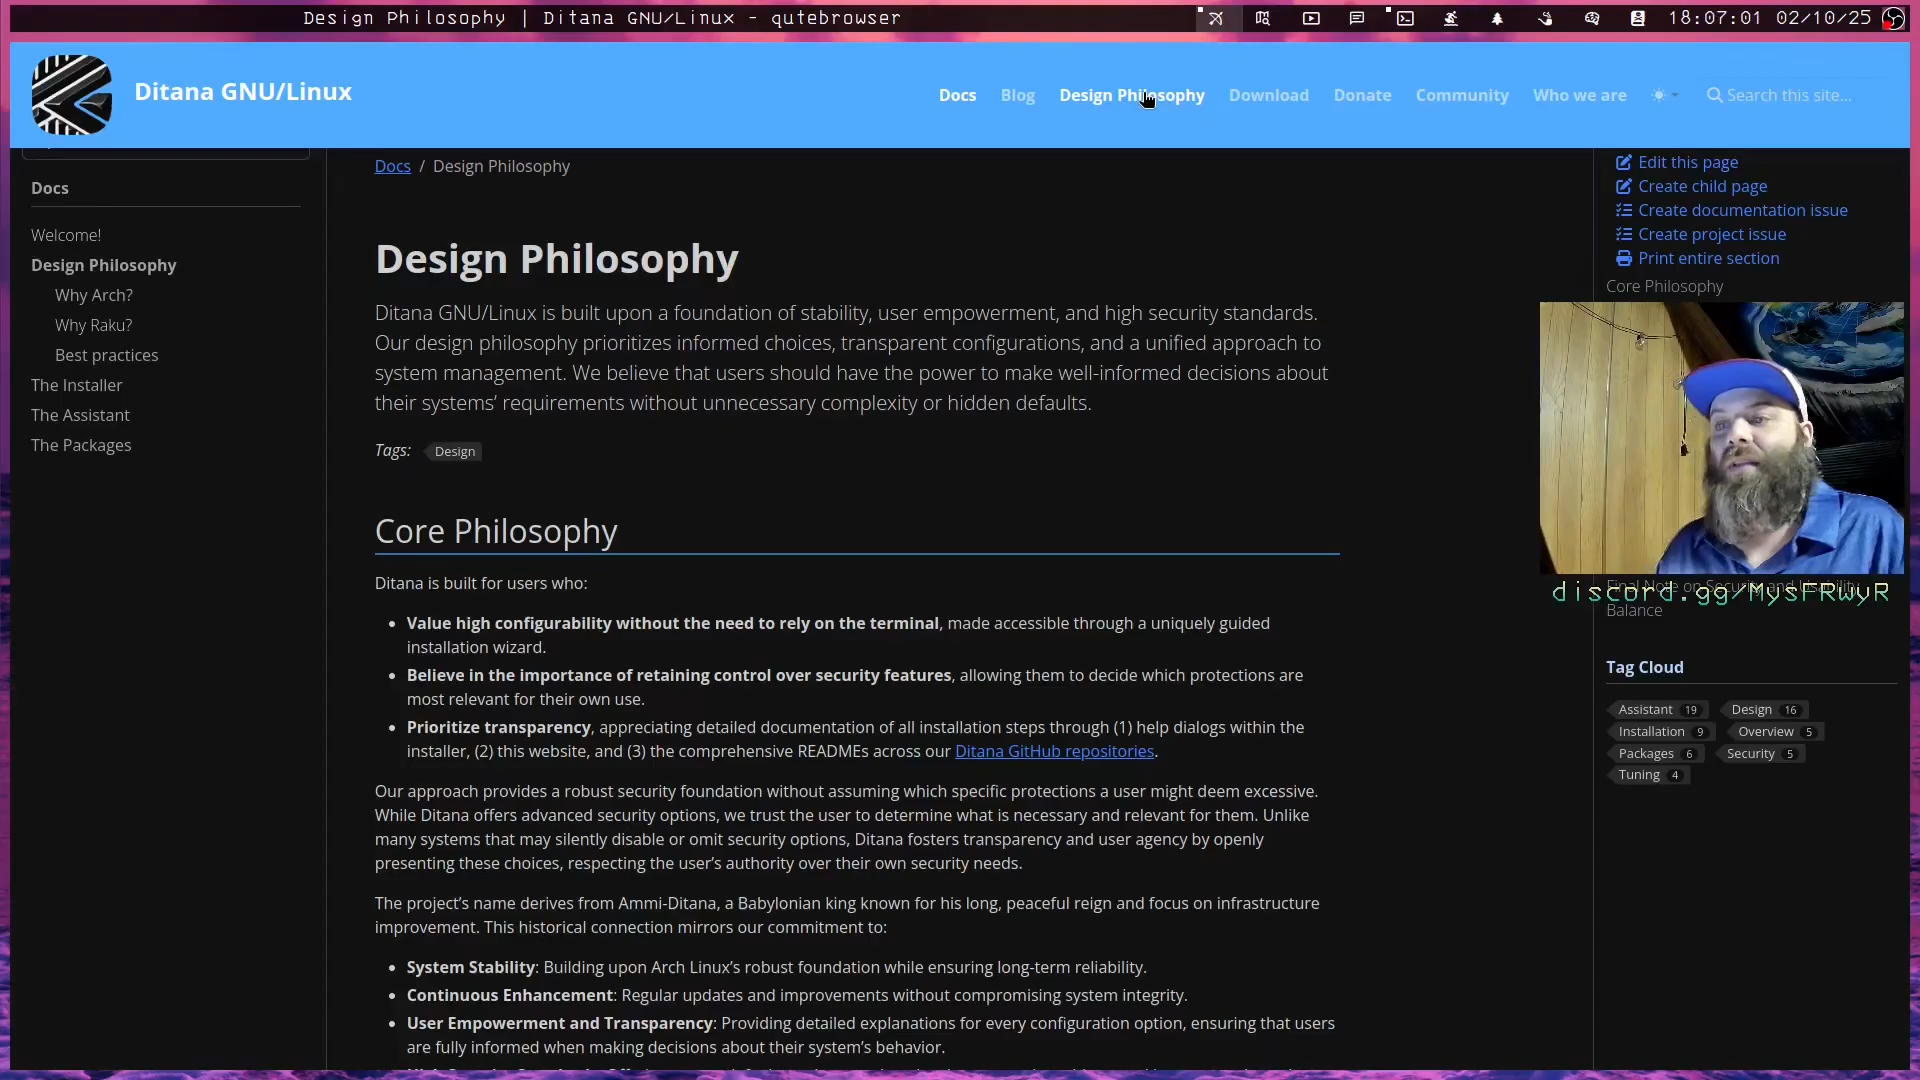 Design Philosophy | Ditana GNU/Linux - qutebrowser
18:07:01 02/10/25
Ditana GNU/Linux
Docs
Blog
Design Philosophy
Download
Donate
Community
Who we are
Search this site...
Docs
Welcome!
Design Philosophy
Why Arch?
Why Raku?
Best practices
The Installer
The Assistant
The Packages
Docs / Design Philosophy
Design Philosophy
Ditana GNU/Linux is built upon a foundation of stability, user empowerment, and high security standards.
Our design philosophy prioritizes informed choices, transparent configurations, and a unified approach to
system management. We believe that users should have the power to make well-informed decisions about
their systems’ requirements without unnecessary complexity or hidden defaults.
Tags: Design
Core Philosophy
Ditana is built for users who:
• Value high configurability without the need to rely on the terminal, made accessible through a uniquely guided
installation wizard.
• Believe in the importance of retaining control over security features, allowing them to decide which protections are
most relevant for their own use.
• Prioritize transparency, appreciating detailed documentation of all installation steps through (1) help dialogs within the
installer, (2) this website, and (3) the comprehensive READMEs across our Ditana GitHub repositories.
Our approach provides a robust security foundation without assuming which specific protections a user might deem excessive.
While Ditana offers advanced security options, we trust the user to determine what is necessary and relevant for them. Unlike
many systems that may silently disable or omit security options, Ditana fosters transparency and user agency by openly
presenting these choices, respecting the user’s authority over their own security needs.
The project’s name derives from Ammi-Ditana, a Babylonian king known for his long, peaceful reign and focus on infrastructure
improvement. This historical connection mirrors our commitment to:
• System Stability: Building upon Arch Linux’s robust foundation while ensuring long-term reliability.
• Continuous Enhancement: Regular updates and improvements without compromising system integrity.
• User Empowerment and Transparency: Providing detailed explanations for every configuration option, ensuring that users
are fully informed when making decisions about their system’s behavior.
Edit this page
Create child page
Create documentation issue
Create project issue
Print entire section
Core Philosophy
Final Note on Security and Usability
discord.gg/MysFRWyR
Balance
Tag Cloud
Assistant 19
Design 16
Installation 9
Overview 5
Packages 6
Security 5
Tuning 4